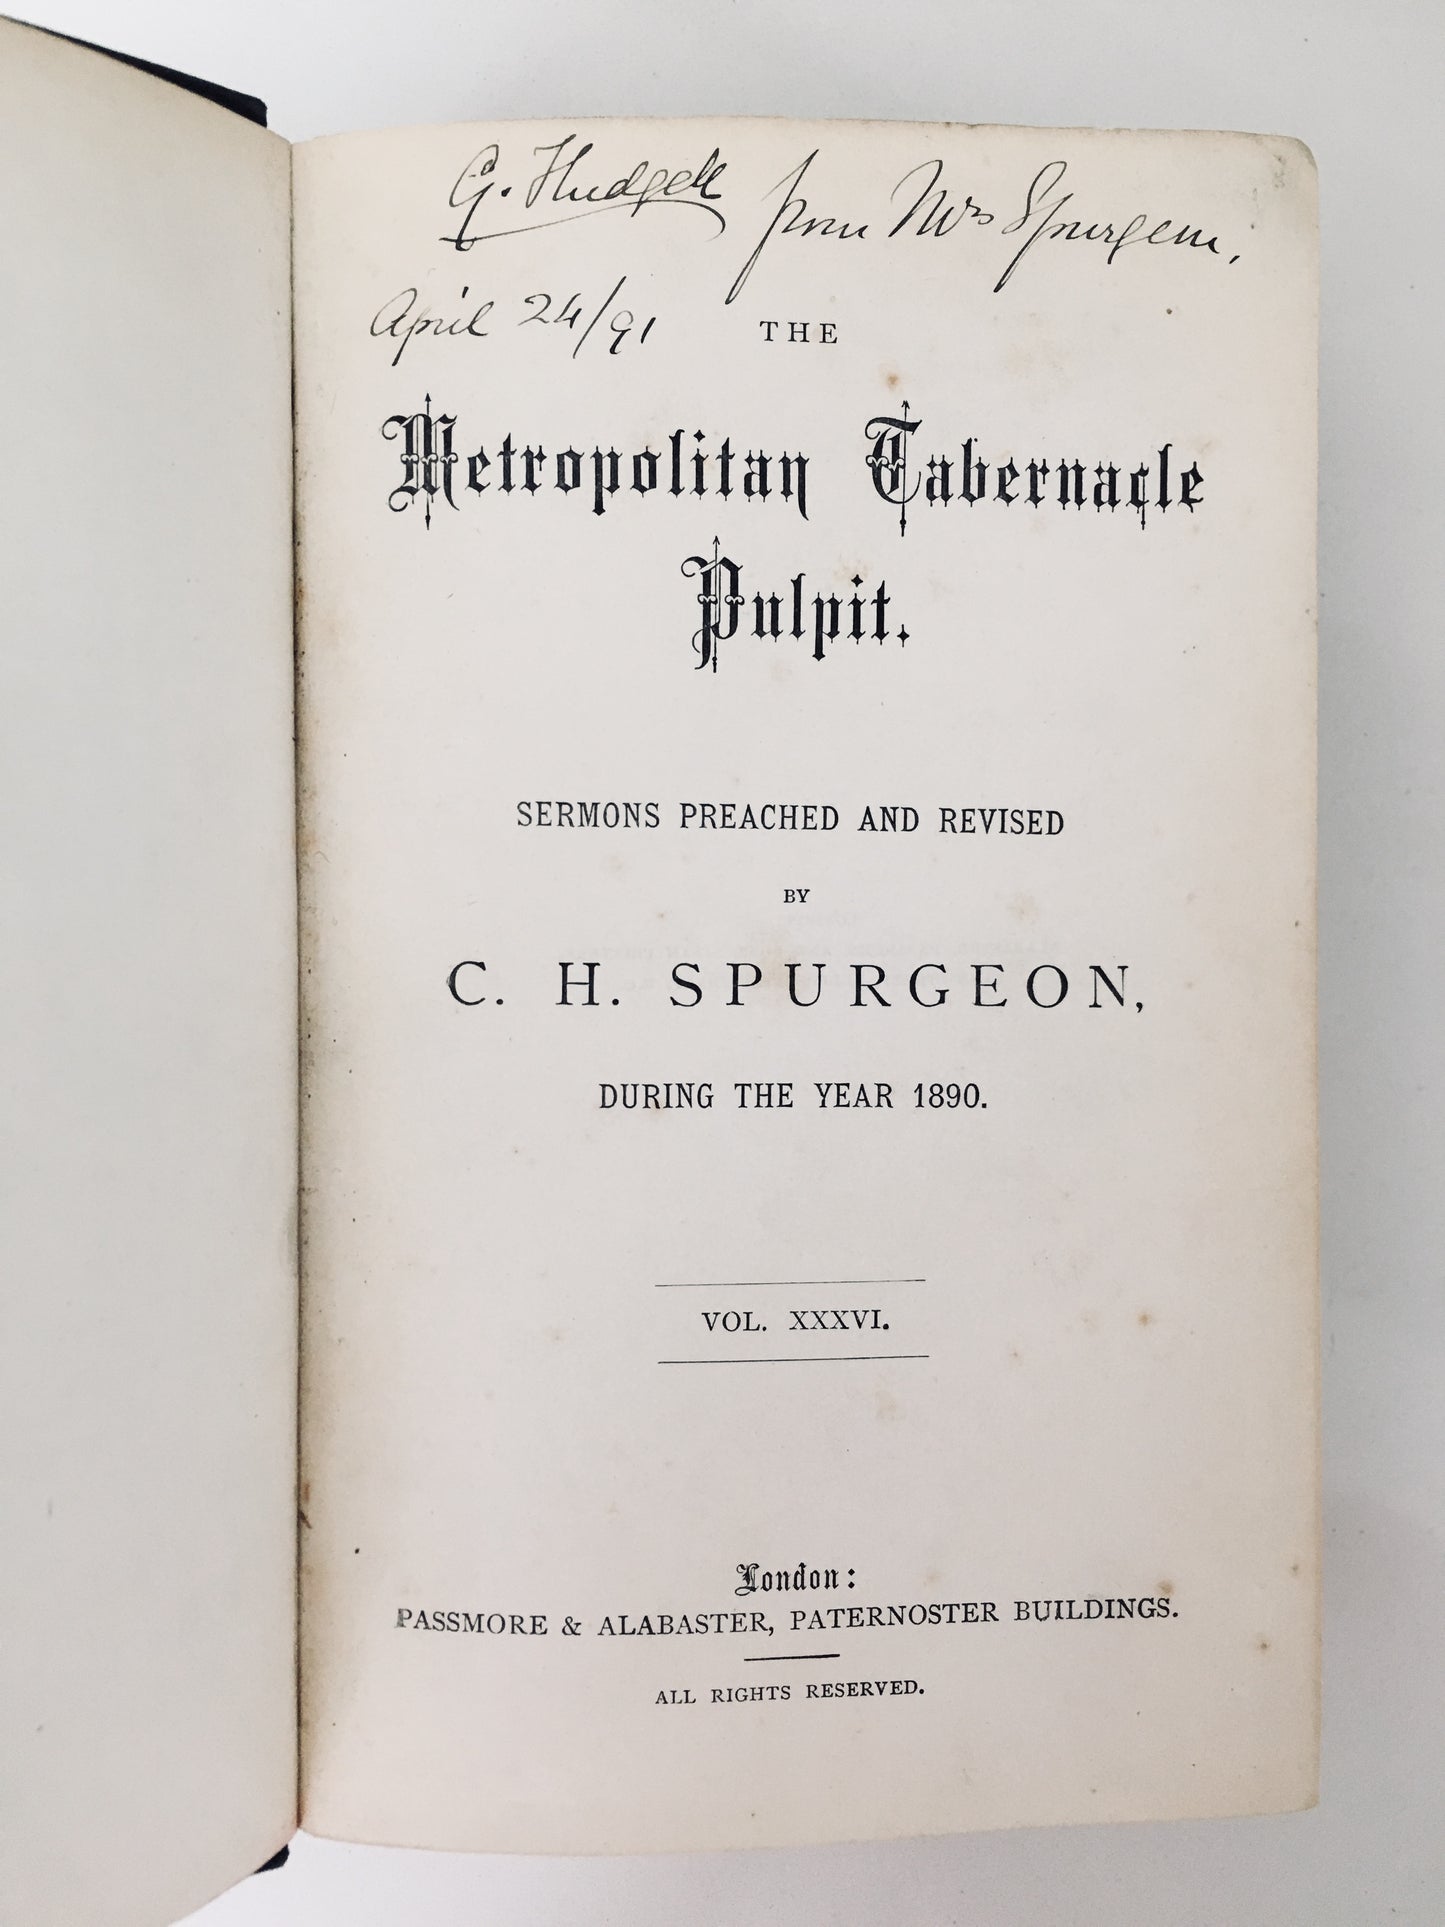 G. Hudgell from Mrs Spurgeon,
April 24/91
THE
Metropolitan Tabernacle
Pulpit.
SERMONS PREACHED AND REVISED
BY
C. H. SPURGEON,
DURING THE YEAR 1890.
VOL. XXXVI.
London:
PASSMORE & ALABASTER, PATERNOSTER BUILDINGS.
ALL RIGHTS RESERVED.